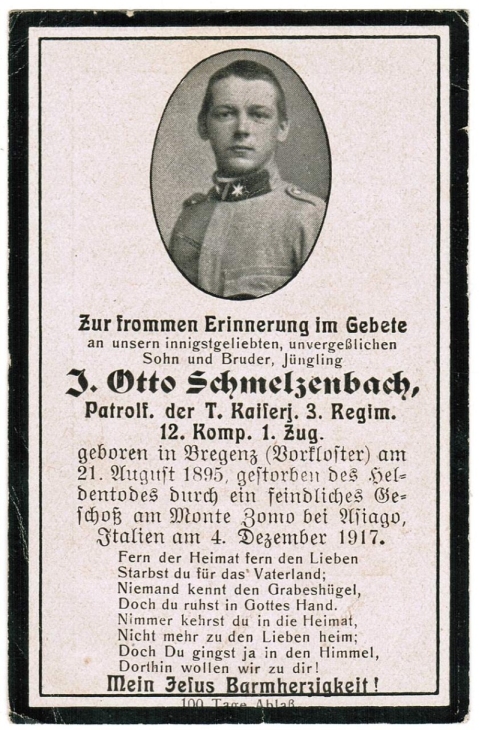 Zur frommen Erinnerung im Gebete
an unsern innigstgeliebten, unvergeßlichen
Sohn und Bruder, Jüngling
J. Otto Schmelzenbach,
Patrolf. der T. Kaiserj. 3. Regim.
12. Komp. 1. Zug.
geboren in Bregenz (Vorkloster) am
21. August 1895, gestorben des Hel-
dentodes durch ein feindliches Ge-
schoß am Monte Zomo bei Asiago,
Italien am 4. Dezember 1917.
Fern der Heimat fern den Lieben
Starbst du für das Vaterland;
Niemand kennt den Grabeshügel,
Doch du ruhst in Gottes Hand.
Nimmer kehrst du in die Heimat,
Nicht mehr zu den Lieben heim;
Doch Du gingst ja in den Himmel,
Dorthin wollen wir zu dir!
Mein Jesus Barmherzigkeit!
100 Tage Ablaß.